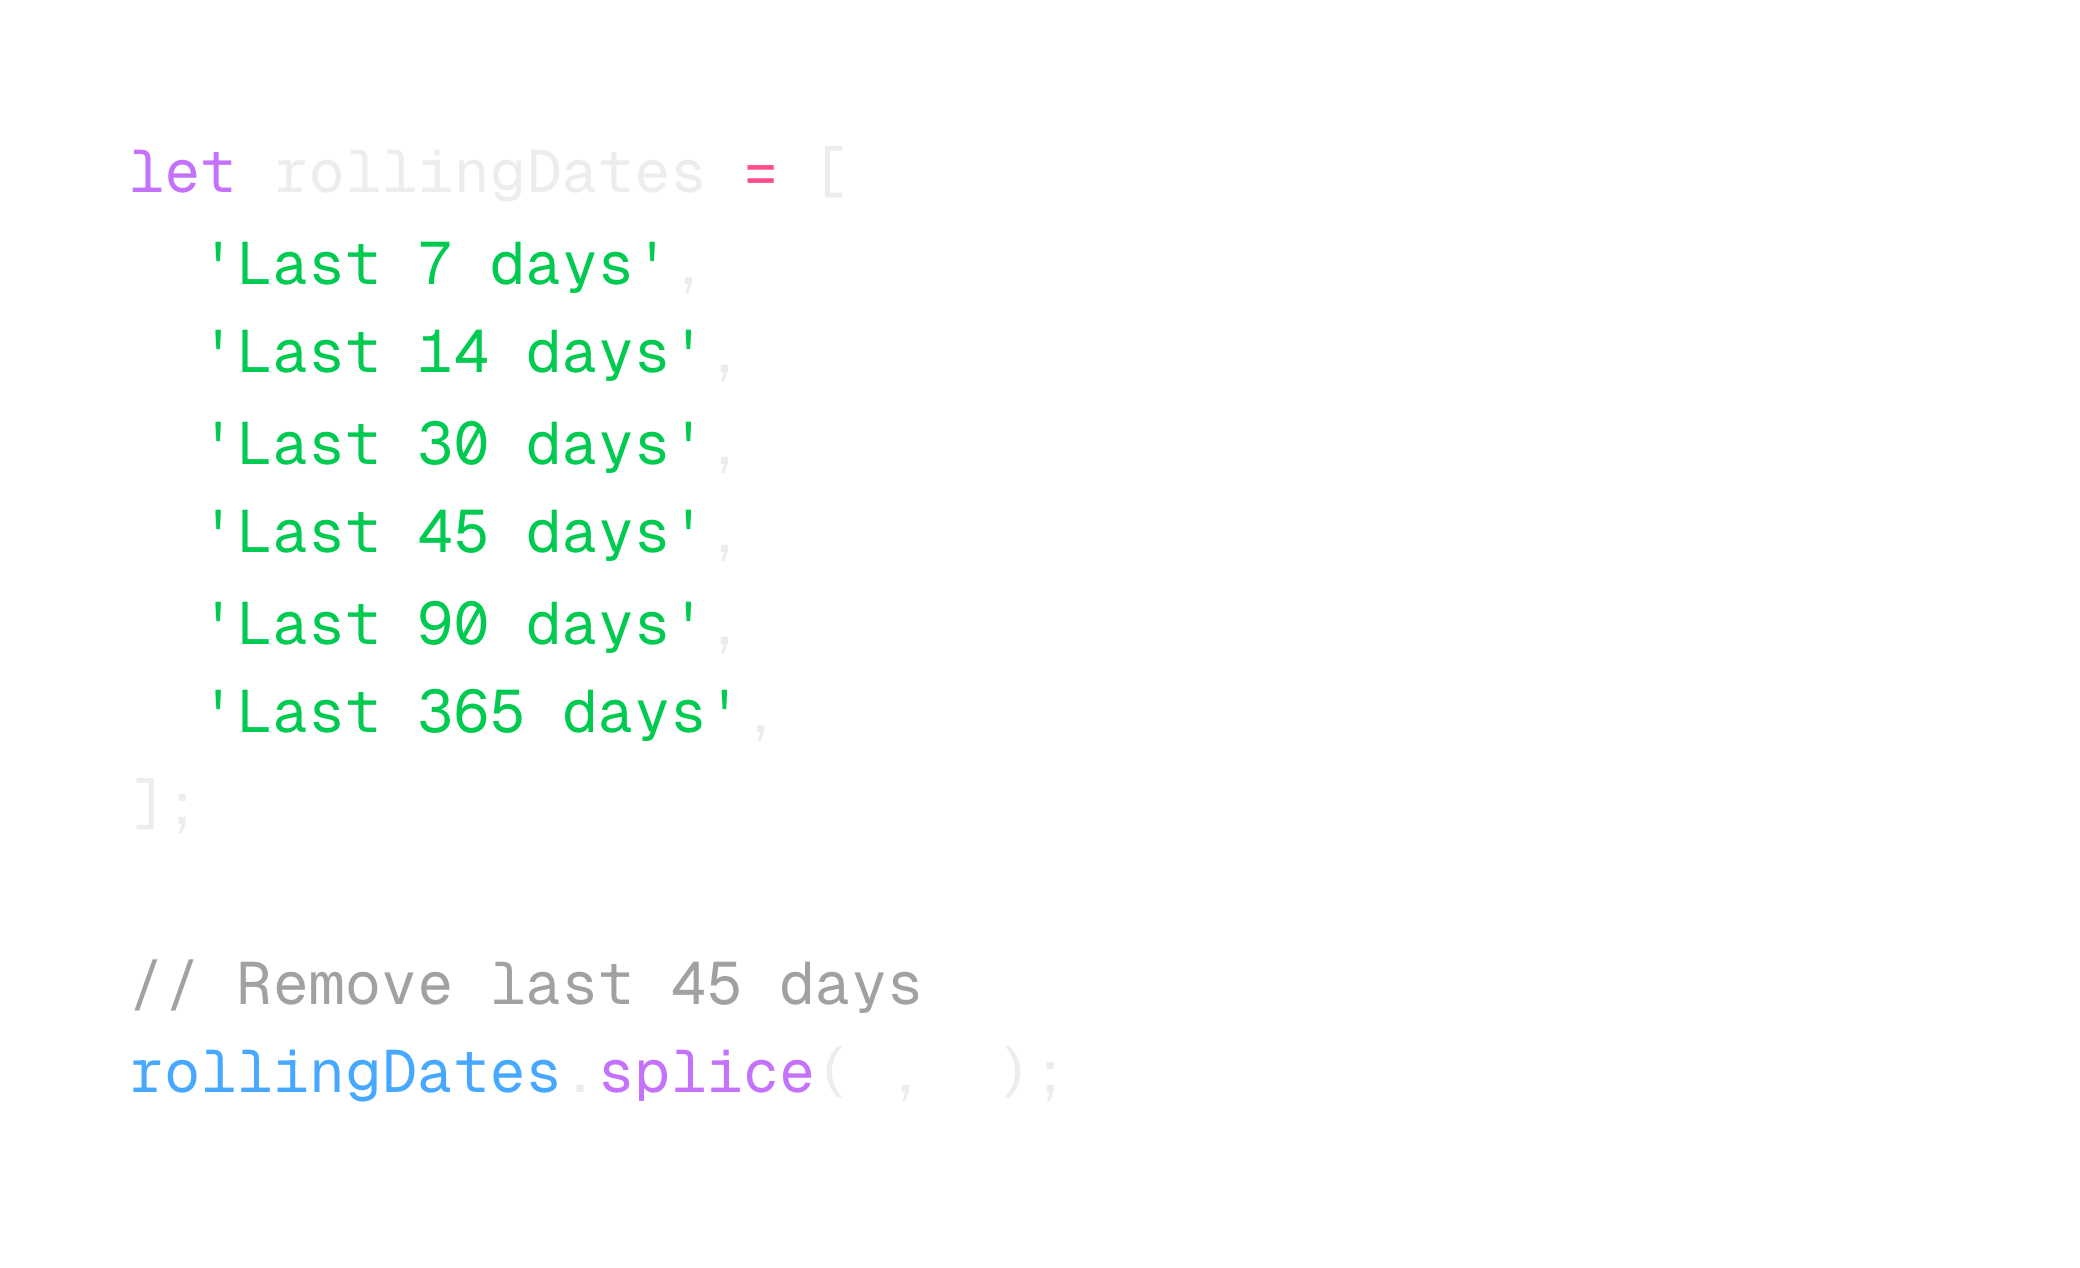 let rollingDates = [
  'Last 7 days',
  'Last 14 days',
  'Last 30 days',
  'Last 45 days',
  'Last 90 days',
  'Last 365 days',
];

// Remove last 45 days
rollingDates.splice( ,  );